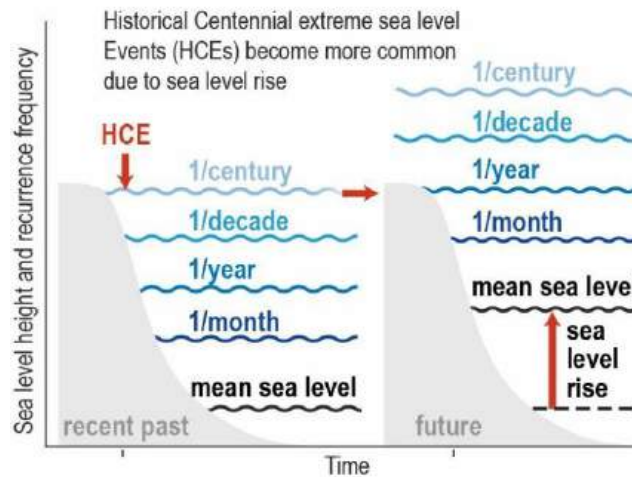 Historical Centennial extreme sea level
Events (HCEs) become more common
due to sea level rise
Sea level height and recurrence frequency
HCE
1/century
1/decade
1/year
1/month
mean sea level
recent past
1/century
1/decade
1/year
1/month
mean sea level
sea
level
rise
future
Time